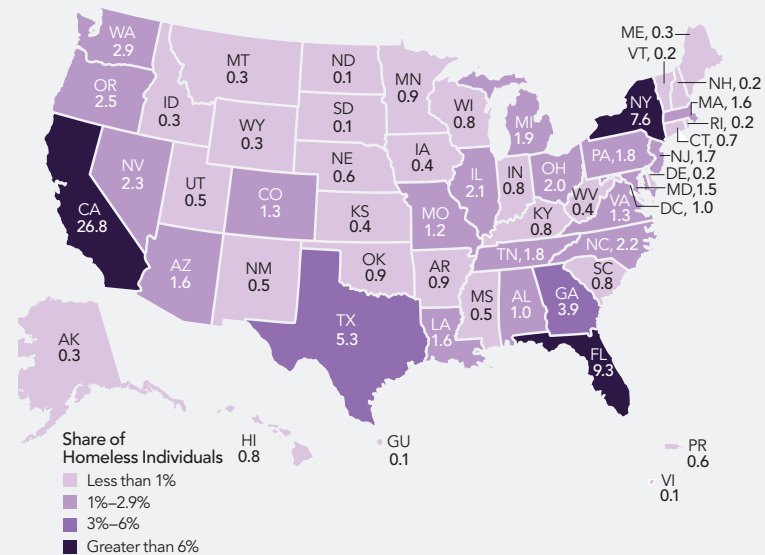 WA
2.9
OR
2.5
CA
26.8
NV
2.3
ID
0.3
MT
0.3
WY
0.3
UT
0.5
AZ
1.6
CO
1.3
NM
0.5
ND
0.1
SD
0.1
NE
0.6
KS
0.4
OK
0.9
TX
5.3
MN
0.9
IA
0.4
MO
1.2
AR
0.9
LA
1.6
WI
0.8
IL
2.1
MS
0.5
MI
1.9
IN
0.8
KY
0.8
TN, 1.8
AL
1.0
OH
2.0
WV
0.4
GA
3.9
FL
9.3
SC
0.8
NC, 2.2
VA
1.3
PA, 1.8
NY
7.6
ME, 0.3
VT, 0.2
NH, 0.2
MA, 1.6
RI, 0.2
CT, 0.7
NJ, 1.7
DE, 0.2
MD, 1.5
DC, 1.0
AK
0.3
HI
0.8
GU
0.1
PR
0.6
VI
0.1
Share of
Homeless Individuals
Less than 1%
1%–2.9%
3%–6%
Greater than 6%